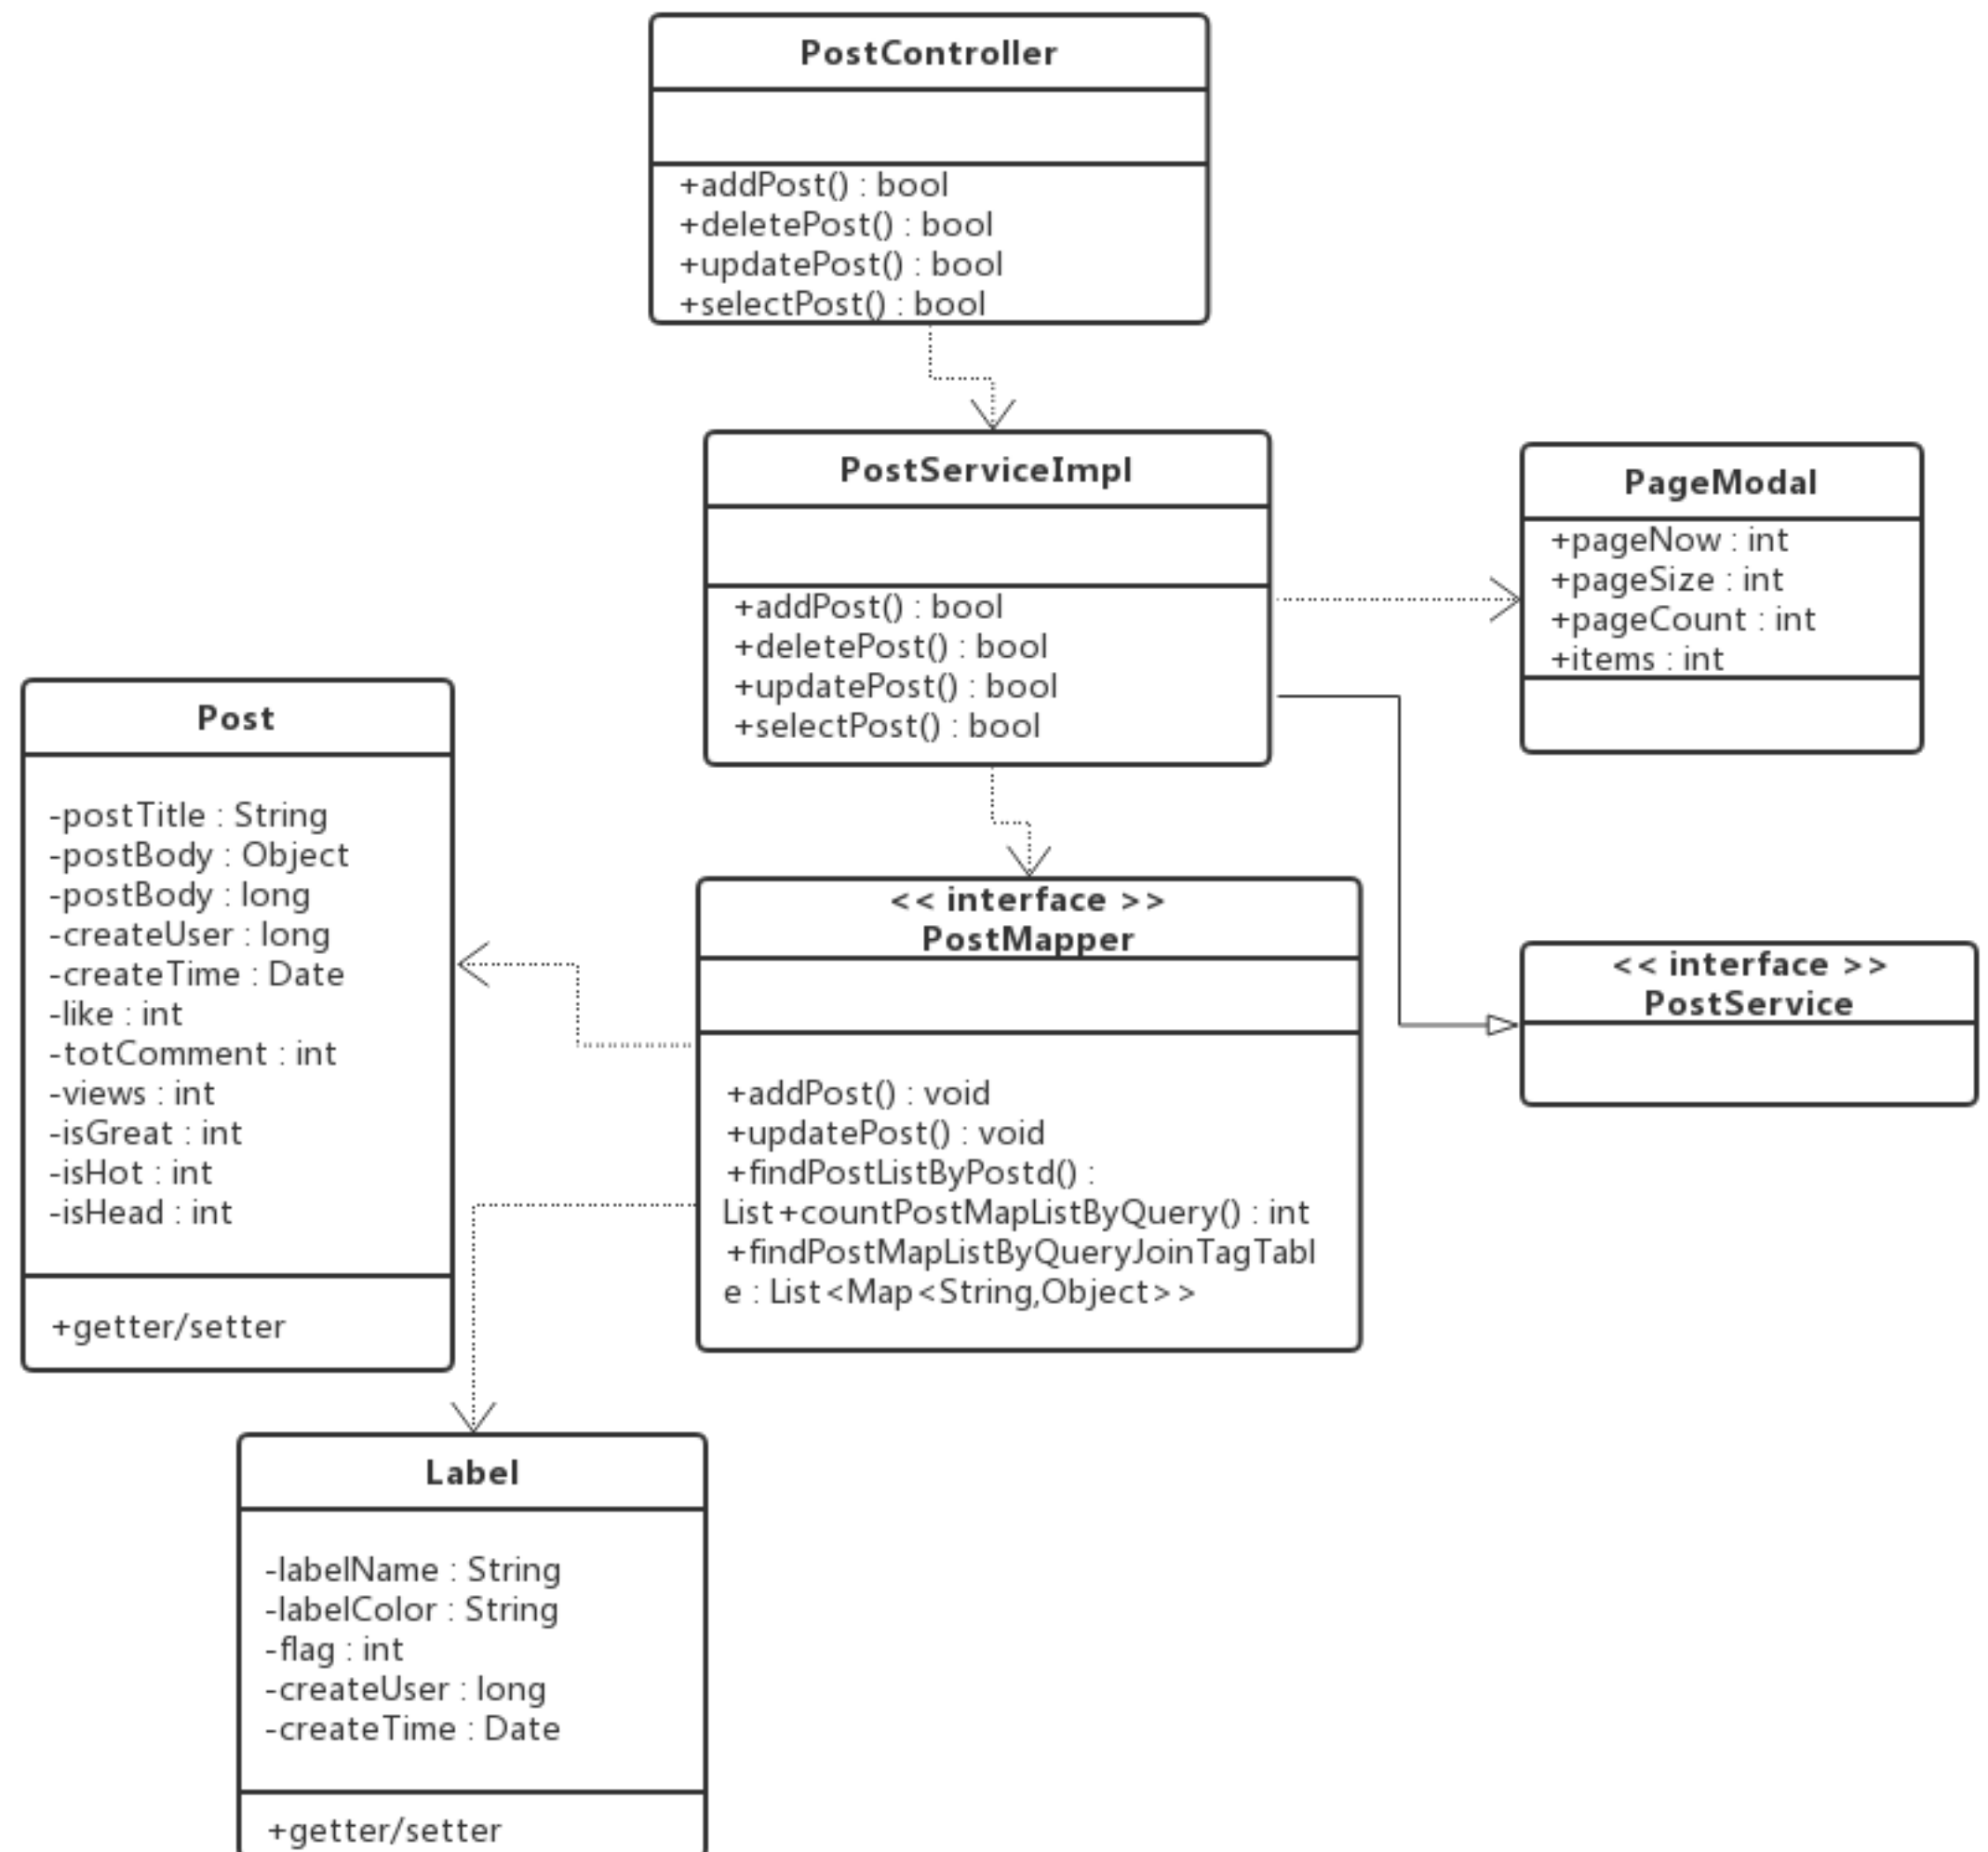 PostController
+addPost() : bool
+deletePost() : bool
+updatePost() : bool
+selectPost() : bool
PostServiceImpl
+addPost() : bool
+deletePost() : bool
+updatePost() : bool
+selectPost() : bool
PageModal
+pageNow : int
+pageSize : int
+pageCount : int
+items : int
Post
-postTitle : String
-postBody : Object
-postBody : long
-createUser : long
-createTime : Date
-like : int
-totComment : int
-views : int
-isGreat : int
-isHot : int
-isHead : int
+getter/setter
<< interface >>
PostMapper
+addPost() : void
+updatePost() : void
+findPostListByPostd() :
List+countPostMapListByQuery() : int
+findPostMapListByQueryJoinTagTabl
e : List<Map<String,Object>>
<< interface >>
PostService
Label
-labelName : String
-labelColor : String
-flag : int
-createUser : long
-createTime : Date
+getter/setter